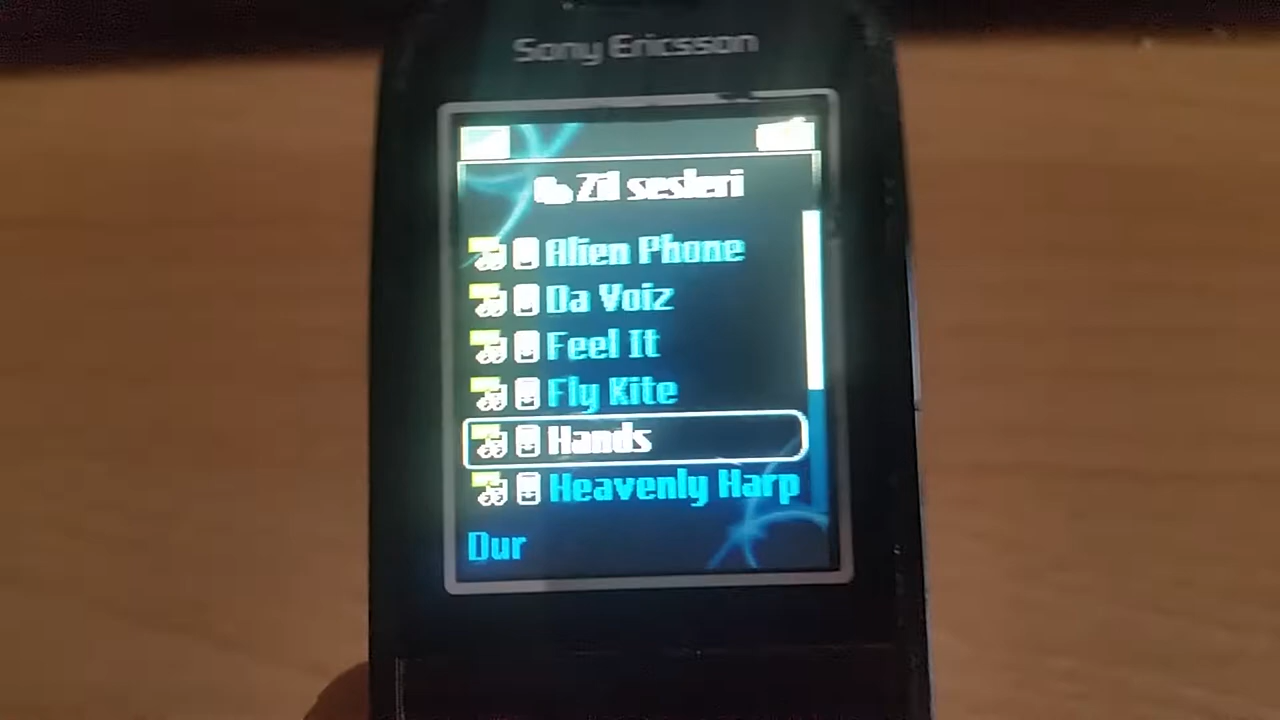 Sony Ericsson
Zil sesleri
Alien Phone
Da Voiz
Feel It
Fly Kite
Hands
Heavenly Harp
Dur